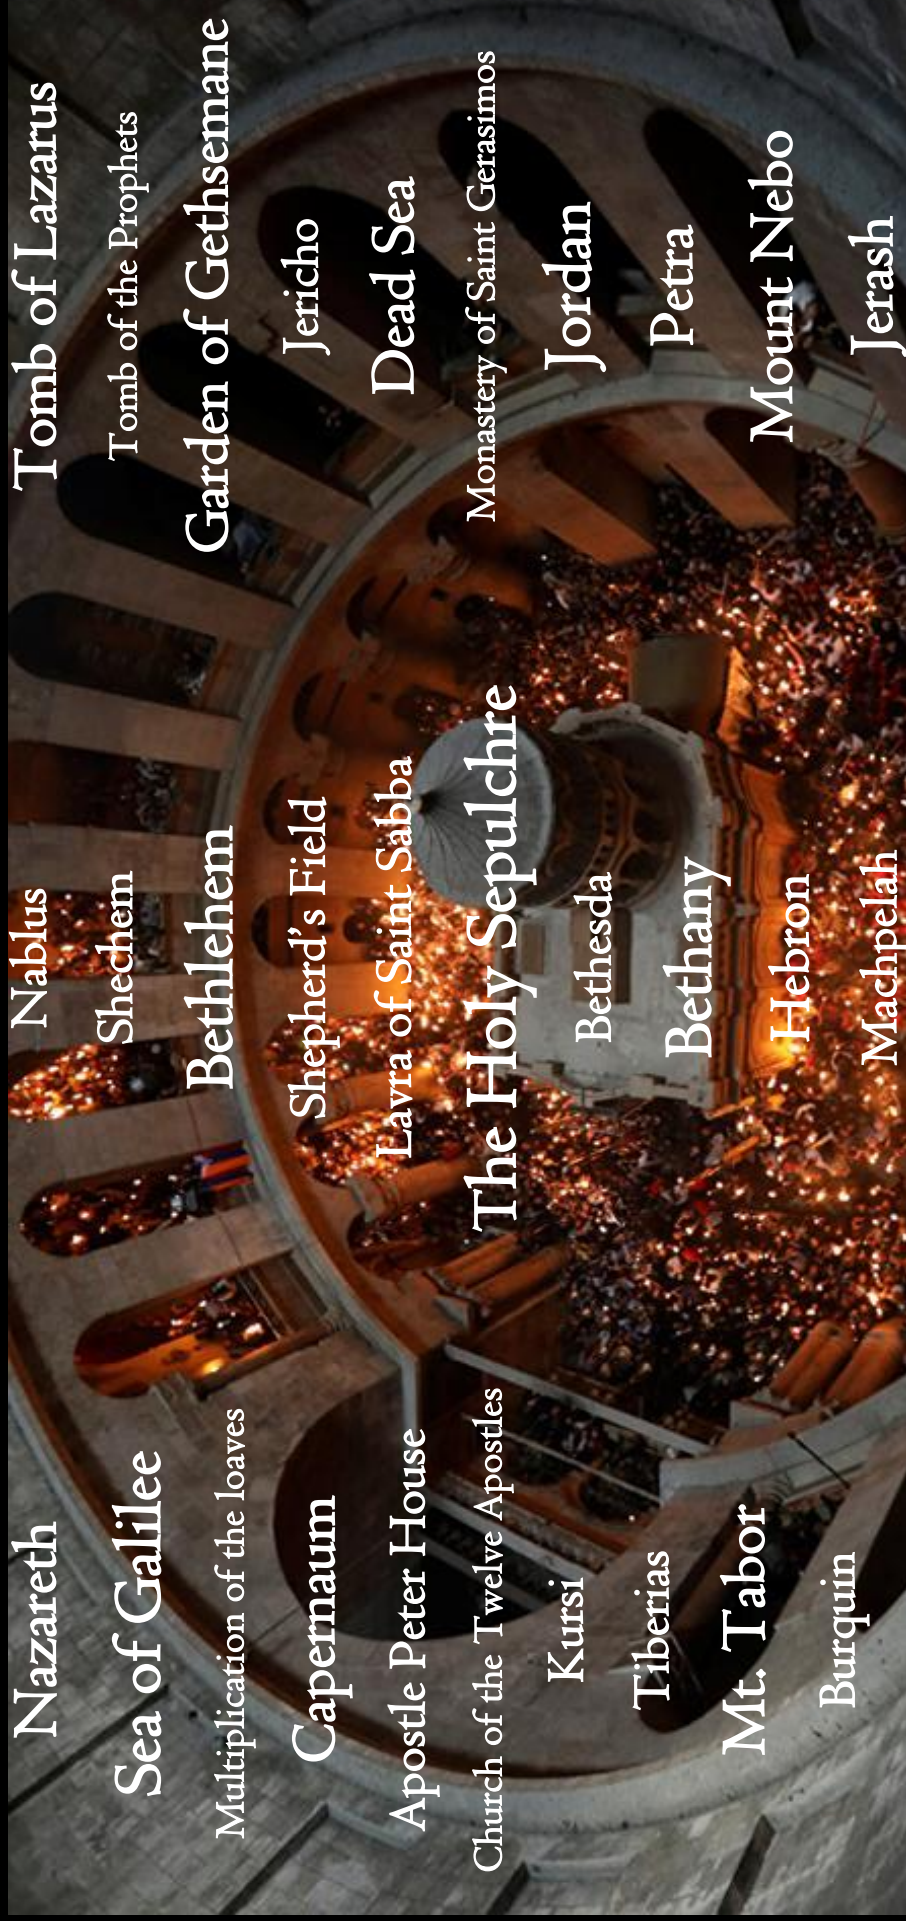 Nazareth
Sea of Galilee
Multiplication of the loaves
Capernaum
Apostle Peter House
Church of the Twelve Apostles
Kursi
Tiberias
Mt. Tabor
Burquin
Nablus
Shechem
Bethlehem
Shepherd's Field
Lavra of Saint Sabba
The Holy Sepulchre
Bethesda
Bethany
Hebron
Machpelah
Tomb of Lazarus
Tomb of the Prophets
Garden of Gethsemane
Jericho
Dead Sea
Monastery of Saint Gerasimos
Jordan
Petra
Mount Nebo
Jerash